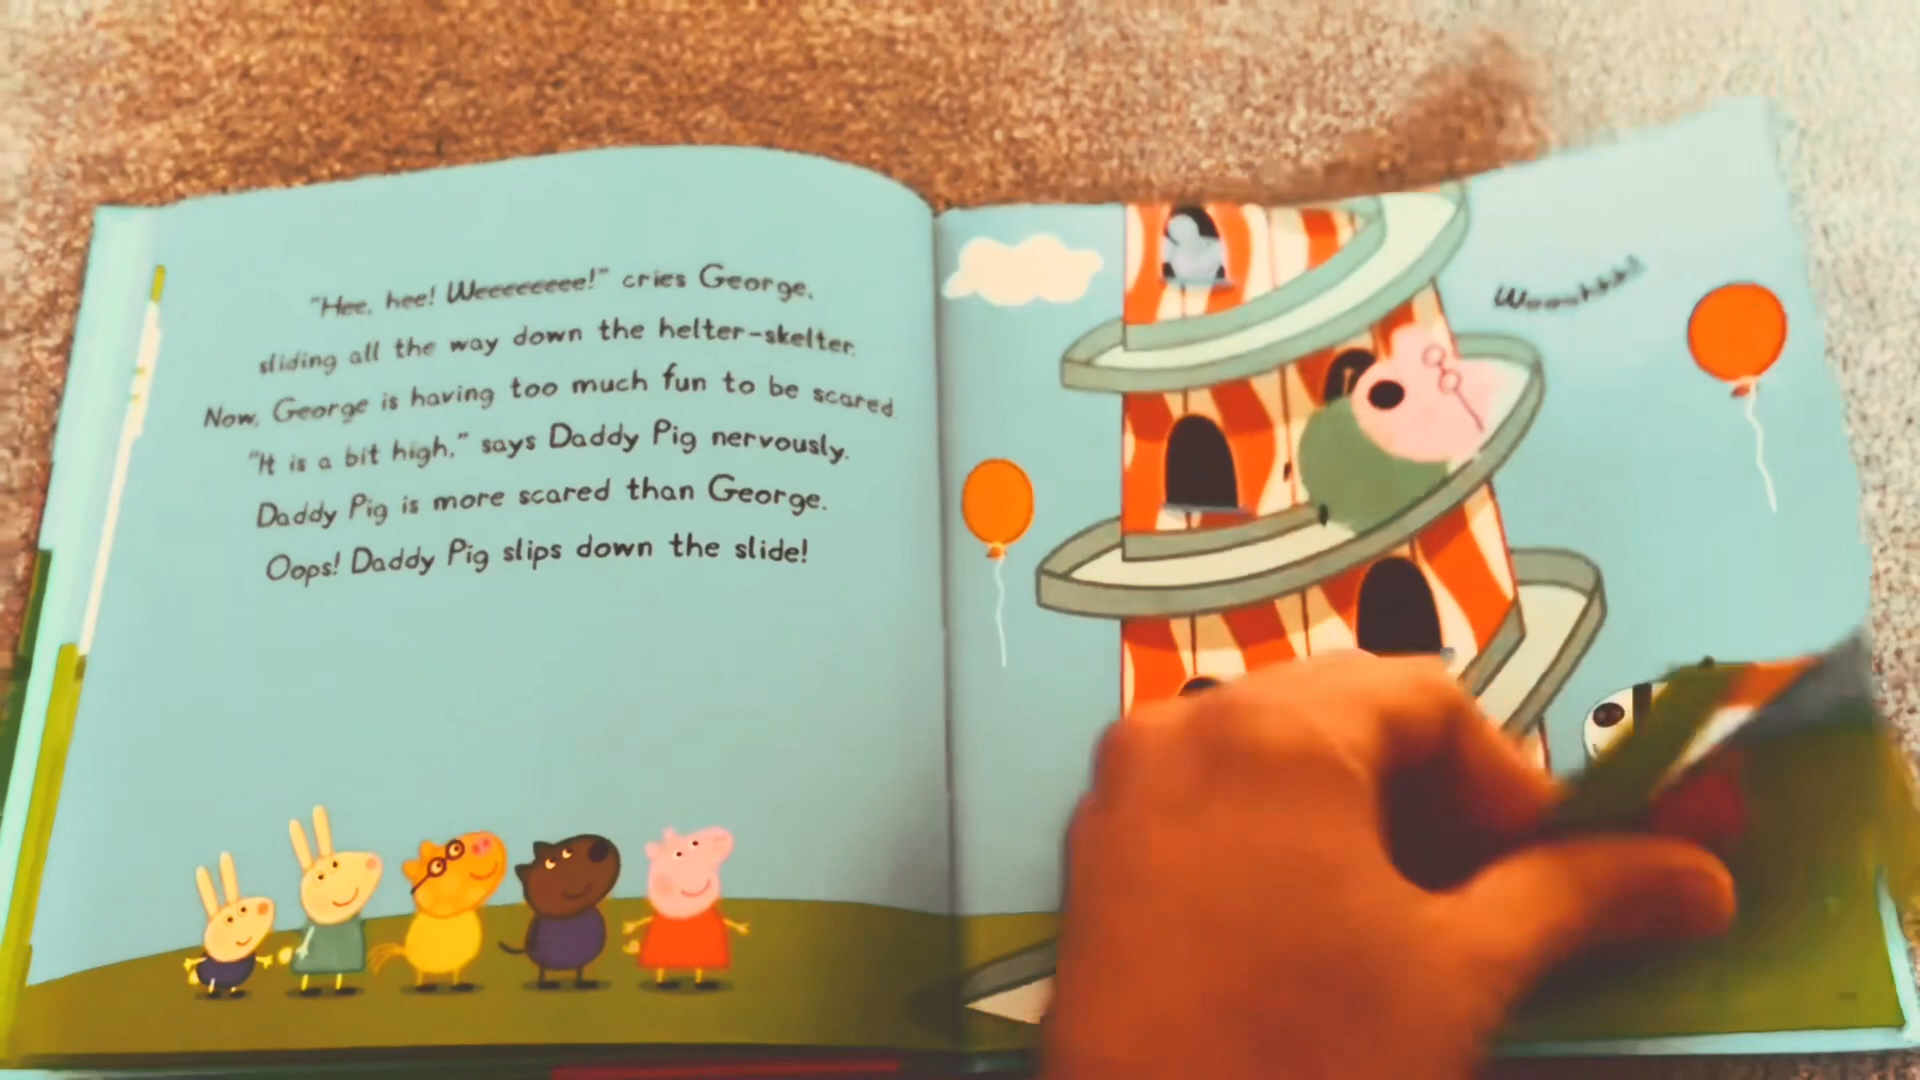 "Hee, hee! Weeeeeeee!" cries George,
sliding all the way down the helter-skelter.
Now, George is having too much fun to be scared.
"It is a bit high," says Daddy Pig nervously.
Daddy Pig is more scared than George.
Oops! Daddy Pig slips down the slide!